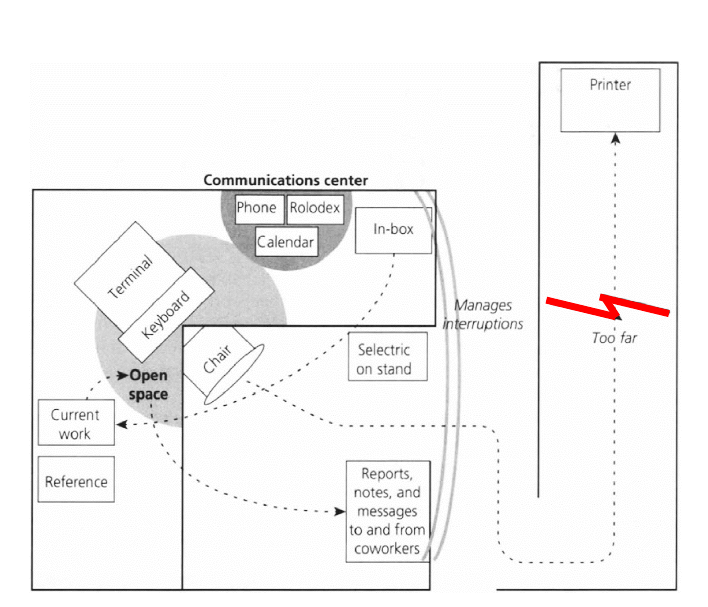 Printer
Communications center
Phone
Rolodex
Calendar
In-box
Terminal
Keyboard
Manages
interruptions
Too far
Chair
Selectric
on stand
Open
space
Current
work
Reference
Reports,
notes, and
messages
to and from
coworkers